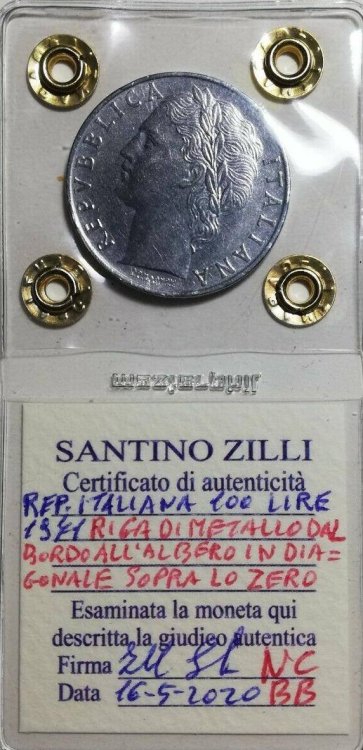 REPVBBLICA ITALIANA
SANTINO ZILLI
Certificato di autenticità
REP. ITALIANA 100 LIRE
1971 RIGA DI METALLO DAL
BORDO ALL'ALBERO IN DIA=
GONALE SOPRA LO ZERO
Esaminata la moneta qui
descritta la giudico autentica
Firma NC
Data 16-5-2020 BB